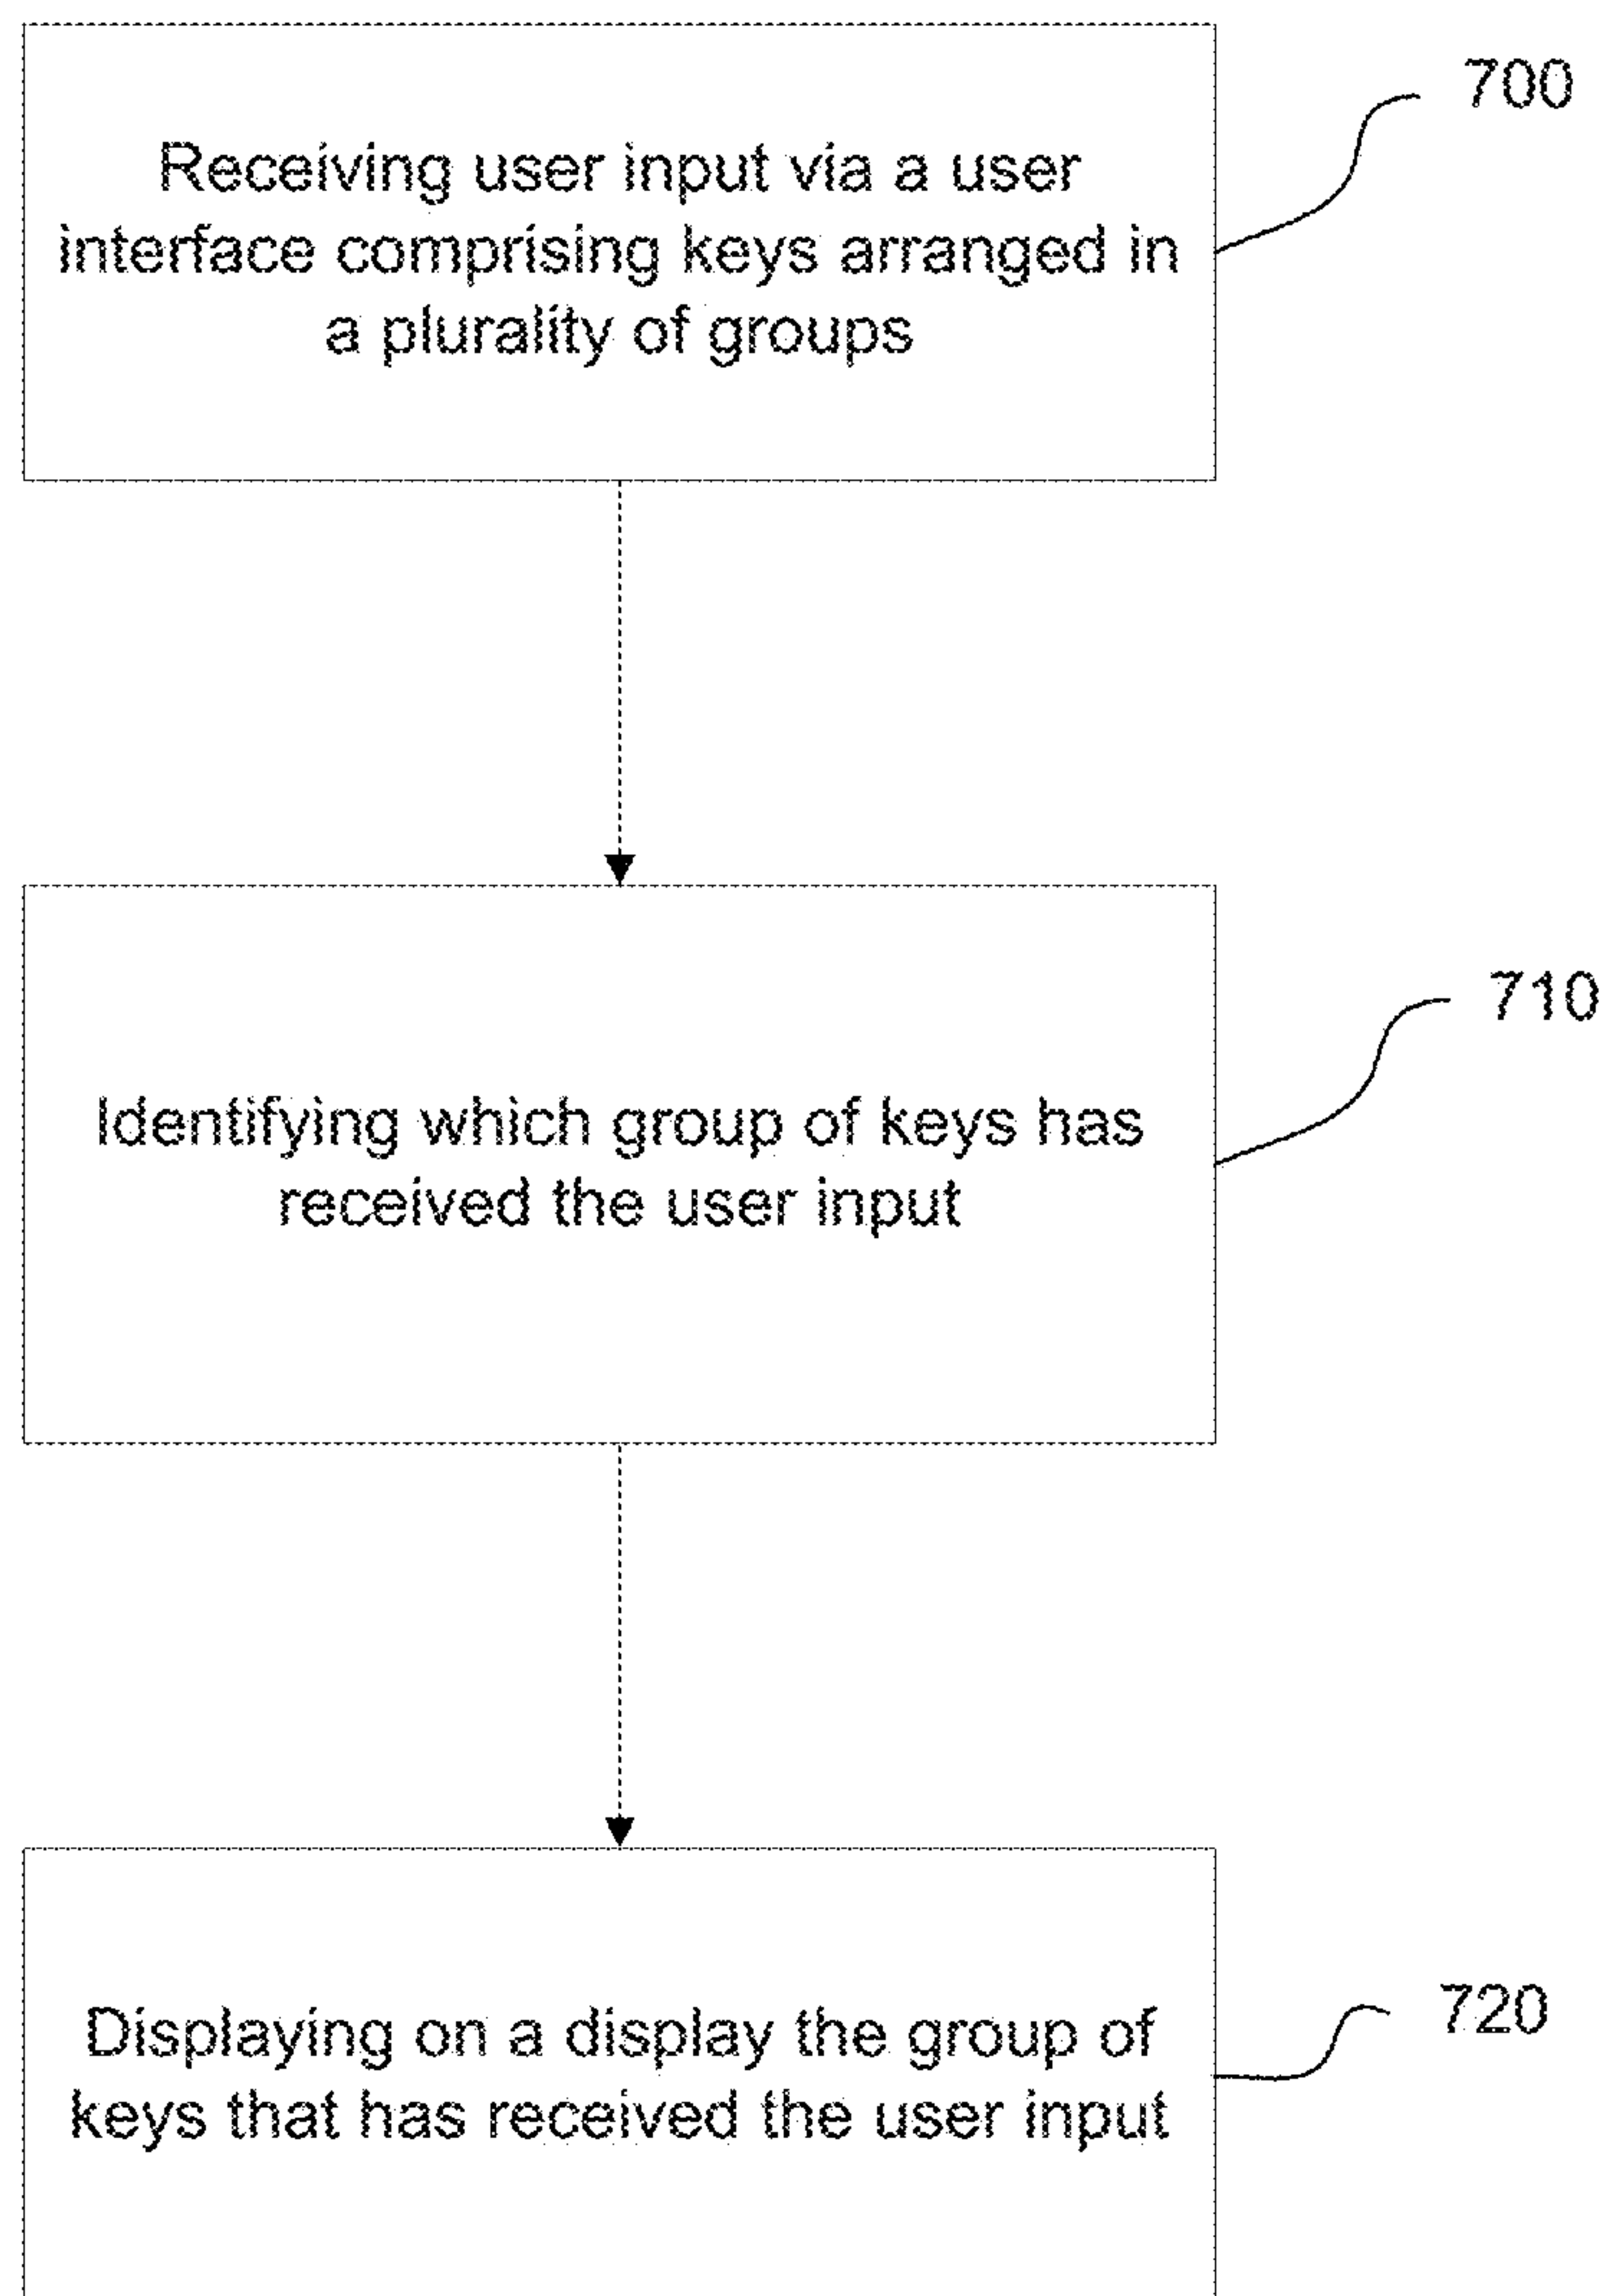 700
Receiving user input via a user
interface comprising keys arranged in
a plurality of groups
710
Identifying which group of keys has
received the user input
720
Displaying on a display the group of
keys that has received the user input